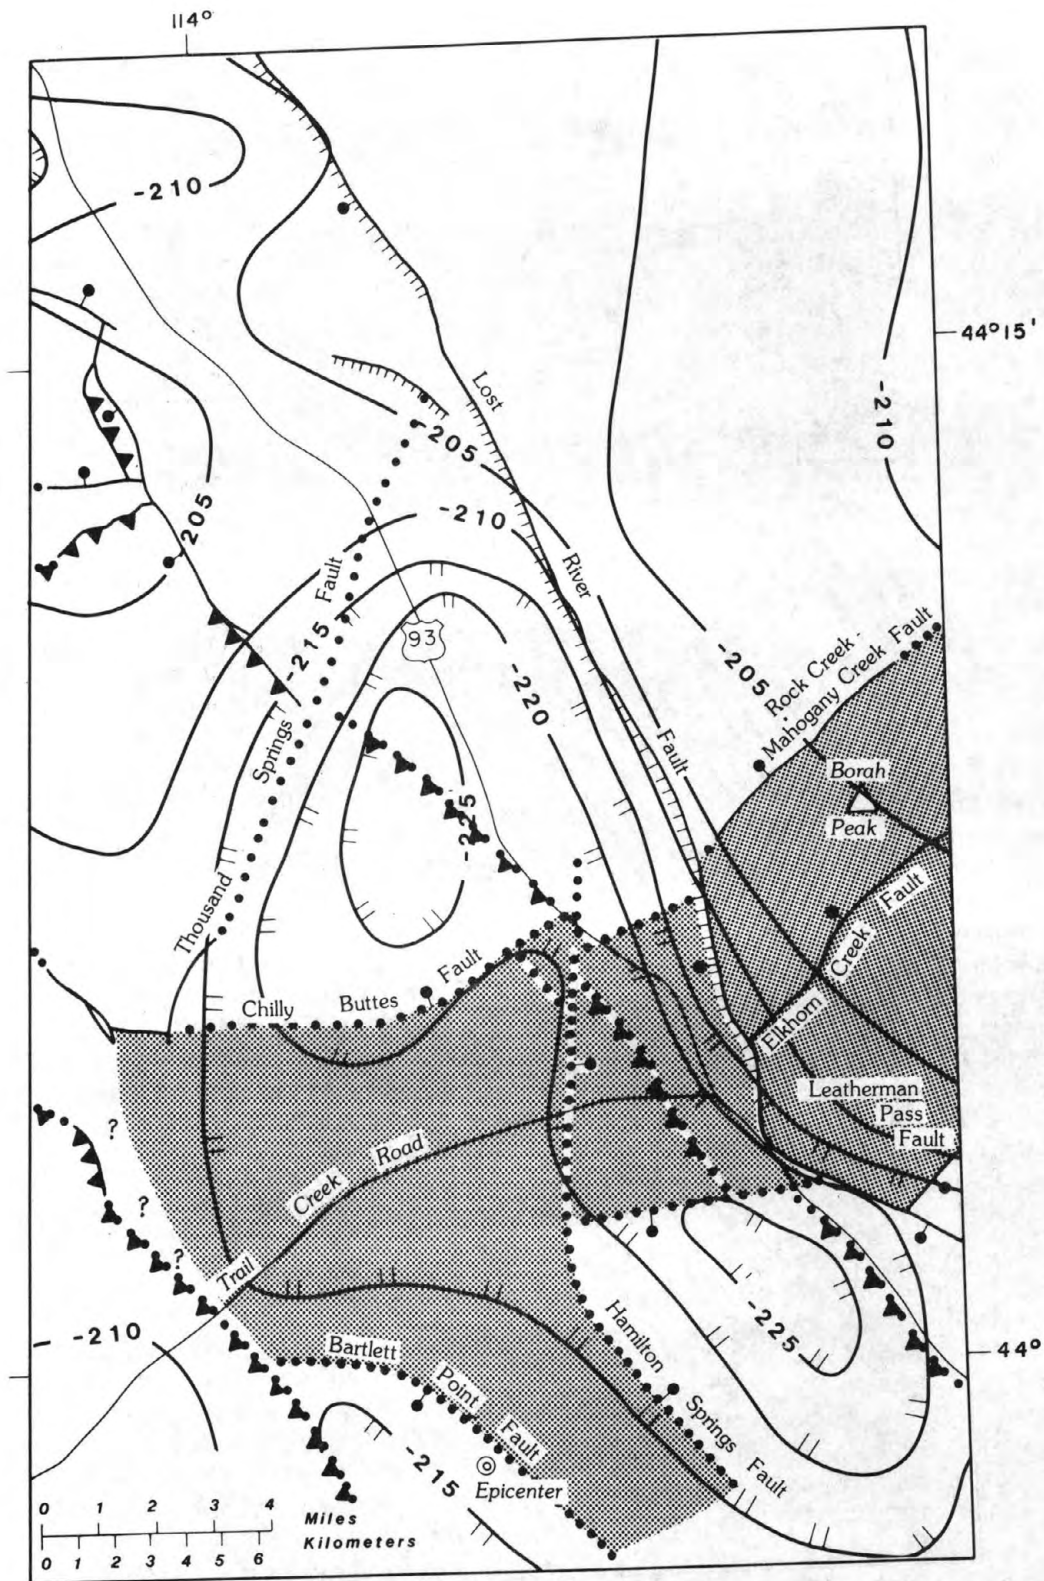 114°
-210
44°15'
Lost
-210
-205
-205
-210
River
Fault
-215
93
-205
Rock Creek-
Mahogany Creek Fault
-220
Springs
Fault
Borah
Peak
-225
Thousand
Fault
Creek
Fault
Chilly
Buttes
Elkhorn
Leatherman
Pass
Fault
?
Road
Creek
?
?
Trail
-210
Bartlett
Hamilton
-225
44°
Point
Springs
Fault
Fault
-215
Epicenter
0 1 2 3 4
Miles
Kilometers
0 1 2 3 4 5 6